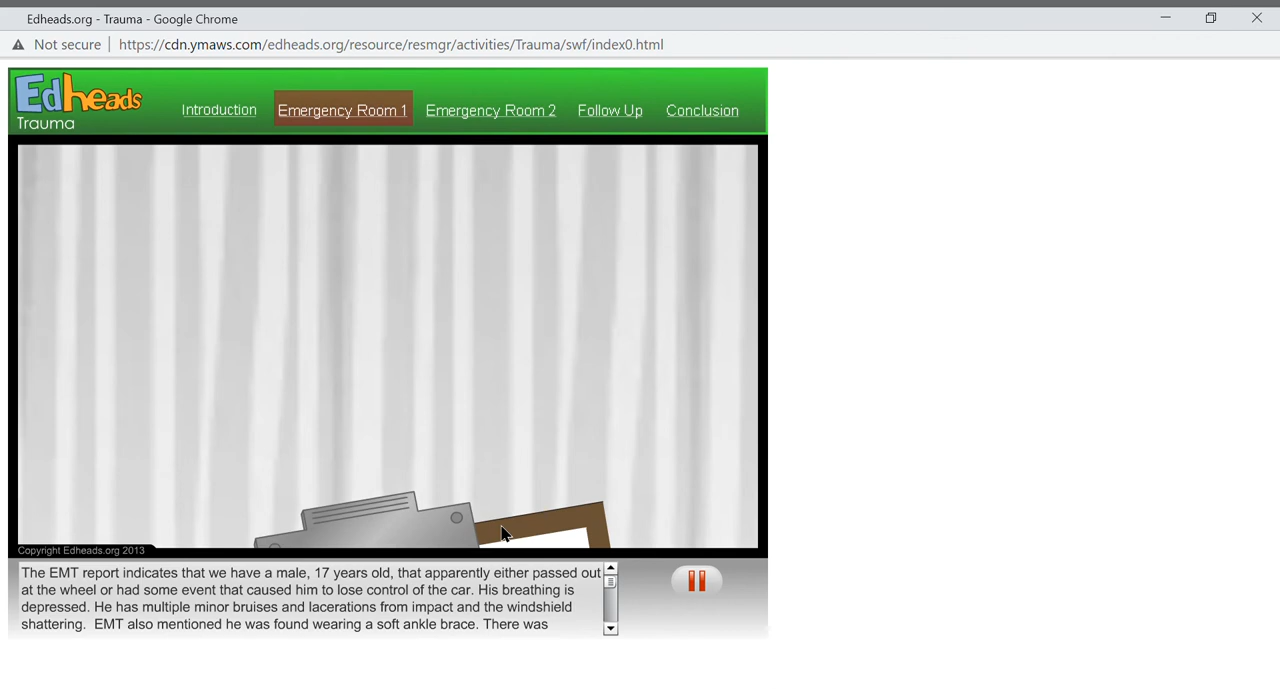 Edheads.org - Trauma - Google Chrome
Not secure | https://cdn.ymaws.com/edheads.org/resource/resmgr/activities/Trauma/swf/index0.html
Edheads
Trauma
Introduction Emergency Room 1 Emergency Room 2 Follow Up Conclusion
Copyright Edheads.org 2013
The EMT report indicates that we have a male, 17 years old, that apparently either passed out
at the wheel or had some event that caused him to lose control of the car. His breathing is
depressed. He has multiple minor bruises and lacerations from impact and the windshield
shattering.  EMT also mentioned he was found wearing a soft ankle brace. There was